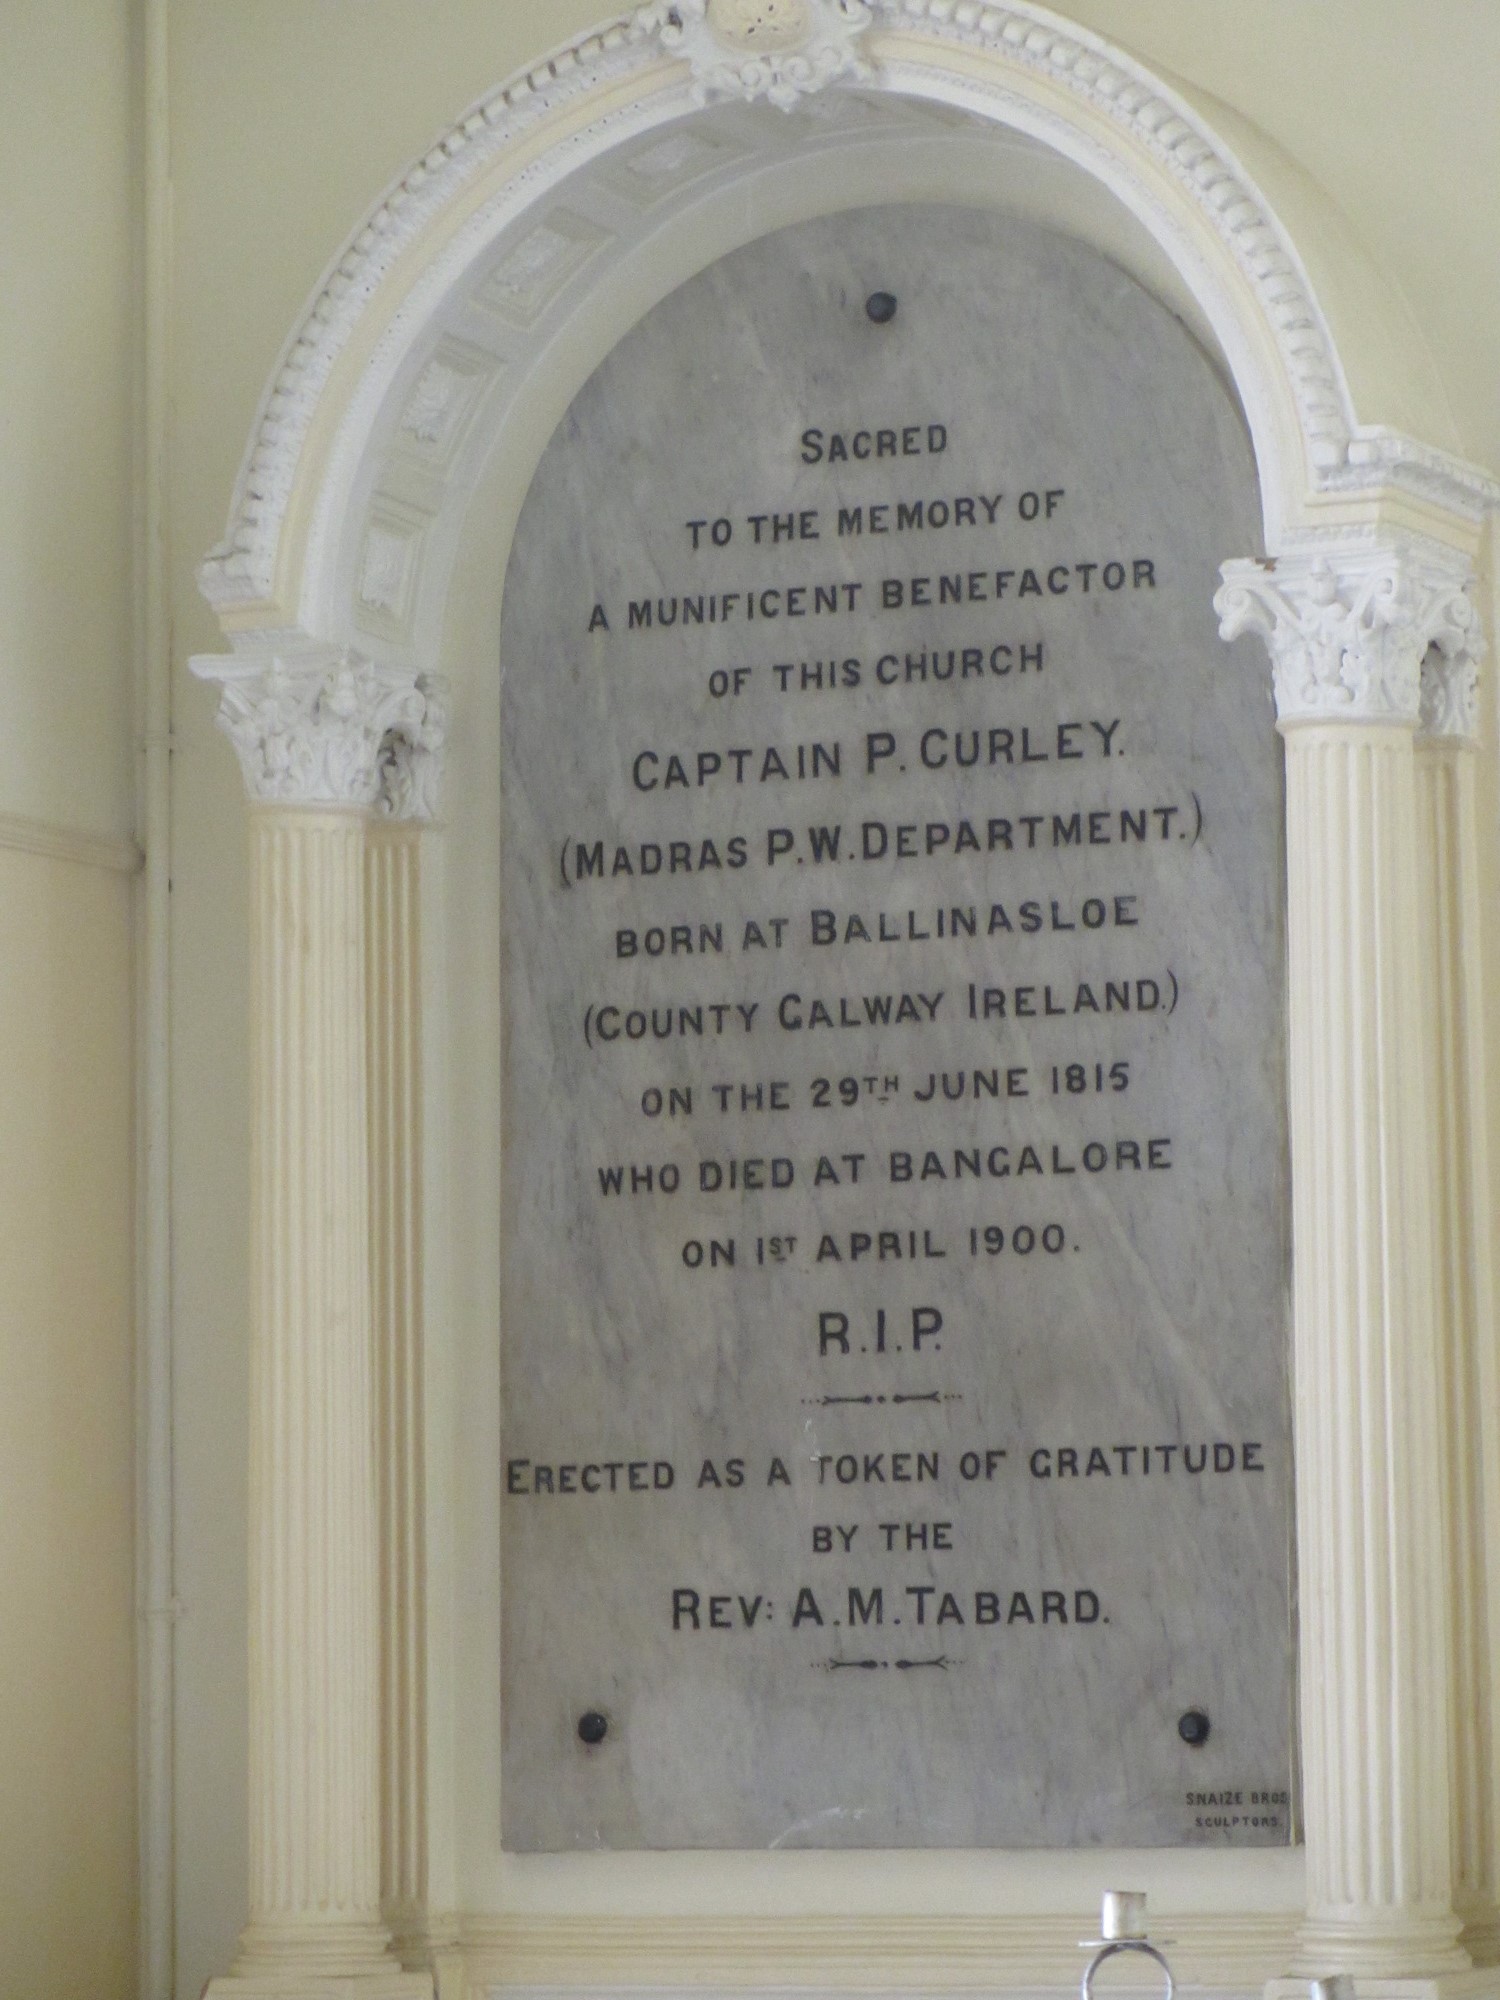 SACRED
TO THE MEMORY OF
A MUNIFICENT BENEFACTOR
OF THIS CHURCH
CAPTAIN P. CURLEY.
(MADRAS P.W. DEPARTMENT.)
BORN AT BALLINASLOE
(COUNTY GALWAY IRELAND.)
ON THE 29TH JUNE 1815
WHO DIED AT BANGALORE
ON 1ST APRIL 1900.
R.I.P.
ERECTED AS A TOKEN OF GRATITUDE
BY THE
REV: A.M. TABARD.
SNAIZE BROS
SCULPTORS.